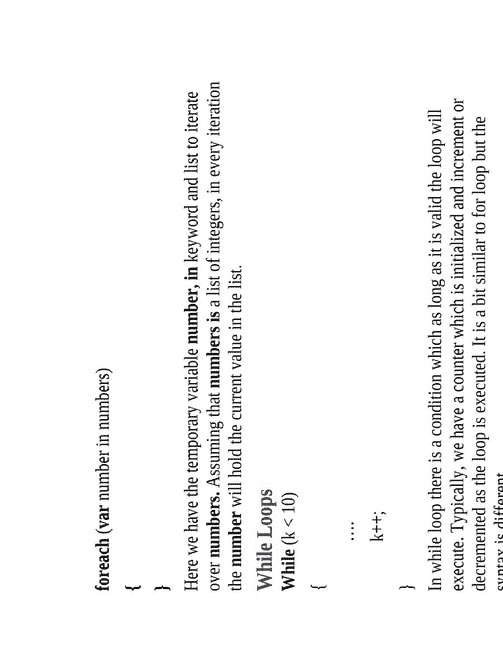 foreach (var number in numbers)
{
}
Here we have the temporary variable number, in keyword and list to iterate
over numbers. Assuming that numbers is a list of integers, in every iteration
the number will hold the current value in the list.
While Loops
While (k < 10)
{
....
k++;
}
In while loop there is a condition which as long as it is valid the loop will
execute. Typically, we have a counter which is initialized and increment or
decremented as the loop is executed. It is a bit similar to for loop but the
syntax is different